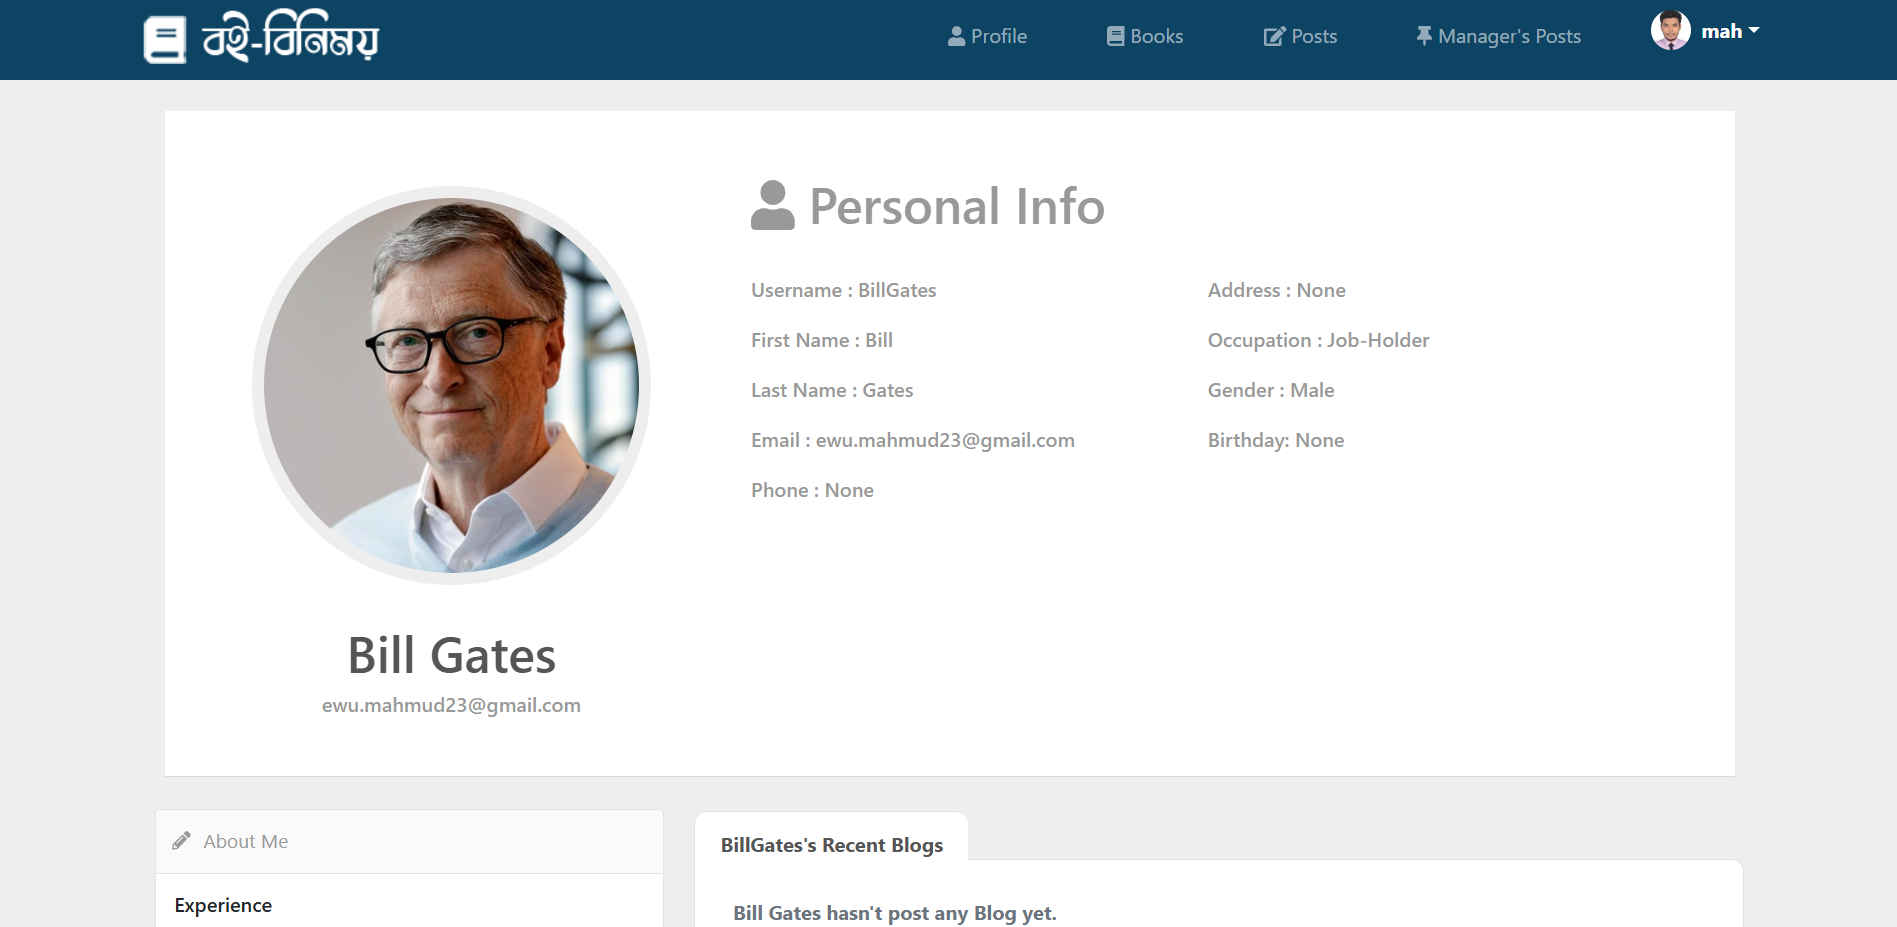 বই-বিনিময়
Profile
Books
Posts
Manager's Posts
mah
Personal Info
Username : BillGates
Address : None
First Name : Bill
Occupation : Job-Holder
Last Name : Gates
Gender : Male
Email : ewu.mahmud23@gmail.com
Birthday: None
Phone : None
Bill Gates
ewu.mahmud23@gmail.com
About Me
Experience
BillGates's Recent Blogs
Bill Gates hasn't post any Blog yet.